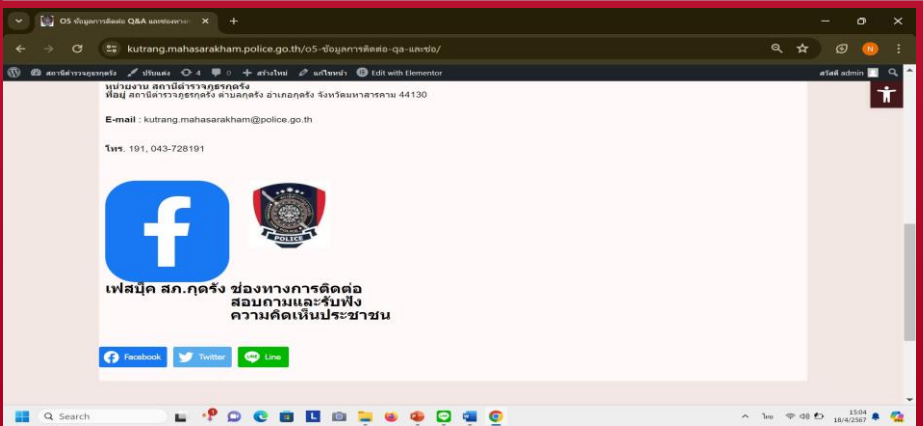 O5 ข้อมูลการติดต่อ Q&A และช่องทาง
kutrang.mahasarakham.police.go.th/o5-ข้อมูลการติดต่อ-qa-และช่อ/
N
สถานีตำรวจภูธรกุดรัง ปรับแต่ง 4 0 สร้างใหม่ แก้ไขหน้า Edit with Elementor สวัสดี admin
หน่วยงาน สถานีตำรวจภูธรกุดรัง
ที่อยู่ สถานีตำรวจภูธรกุดรัง ตำบลกุดรัง อำเภอกุดรัง จังหวัดมหาสารคาม 44130
E-mail : kutrang.mahasarakham@police.go.th
โทร. 191, 043-728191
POLICE
เฟสบุ๊ค สภ.กุดรัง
ช่องทางการติดต่อ
สอบถามและรับฟัง
ความคิดเห็นประชาชน
Facebook Twitter Line
Search
ไทย
15:04
18/4/2567